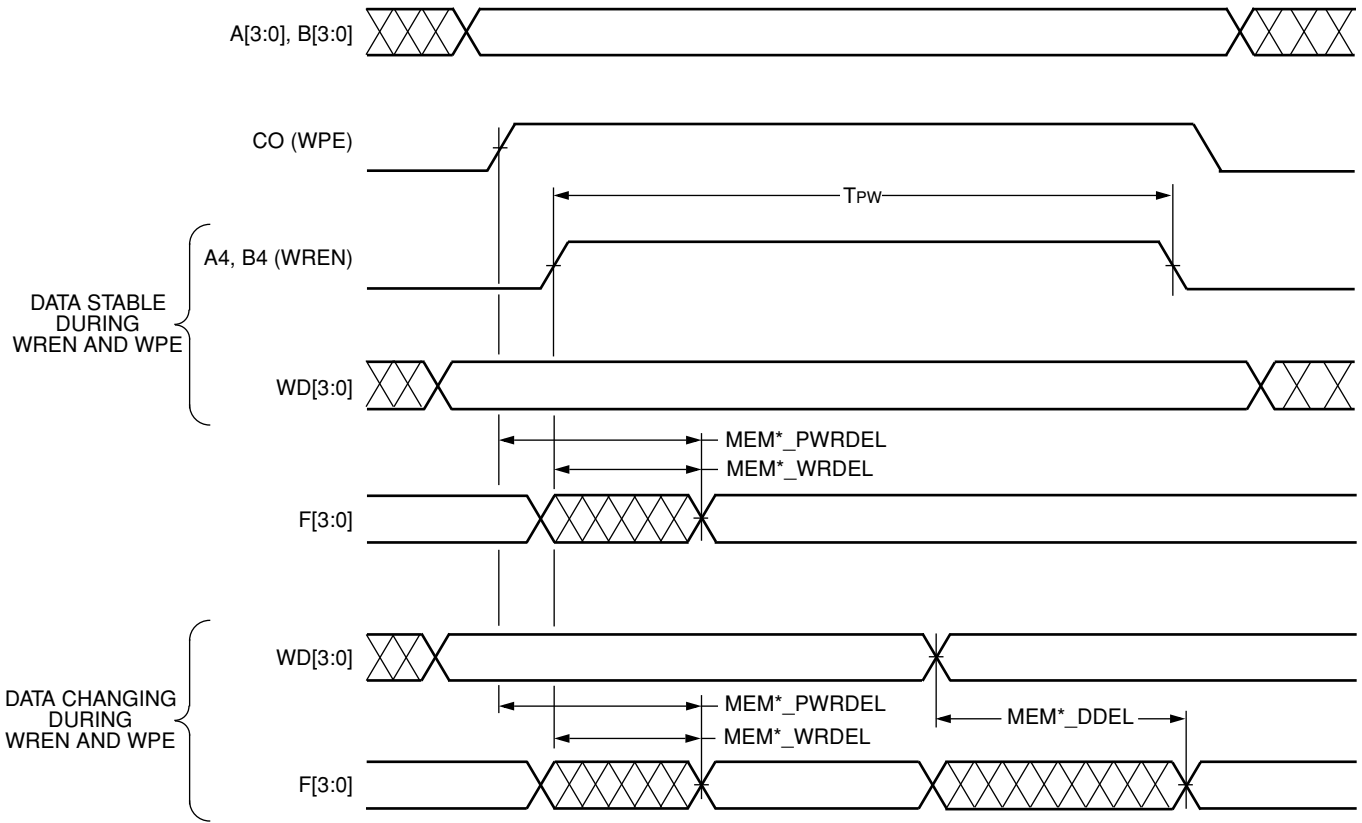 A[3:0], B[3:0]
CO (WPE)
TPW
A4, B4 (WREN)
DATA STABLE
DURING
WREN AND WPE
WD[3:0]
MEM*_PWRDEL
MEM*_WRDEL
F[3:0]
WD[3:0]
DATA CHANGING
DURING
WREN AND WPE
MEM*_PWRDEL
MEM*_DDEL
MEM*_WRDEL
F[3:0]